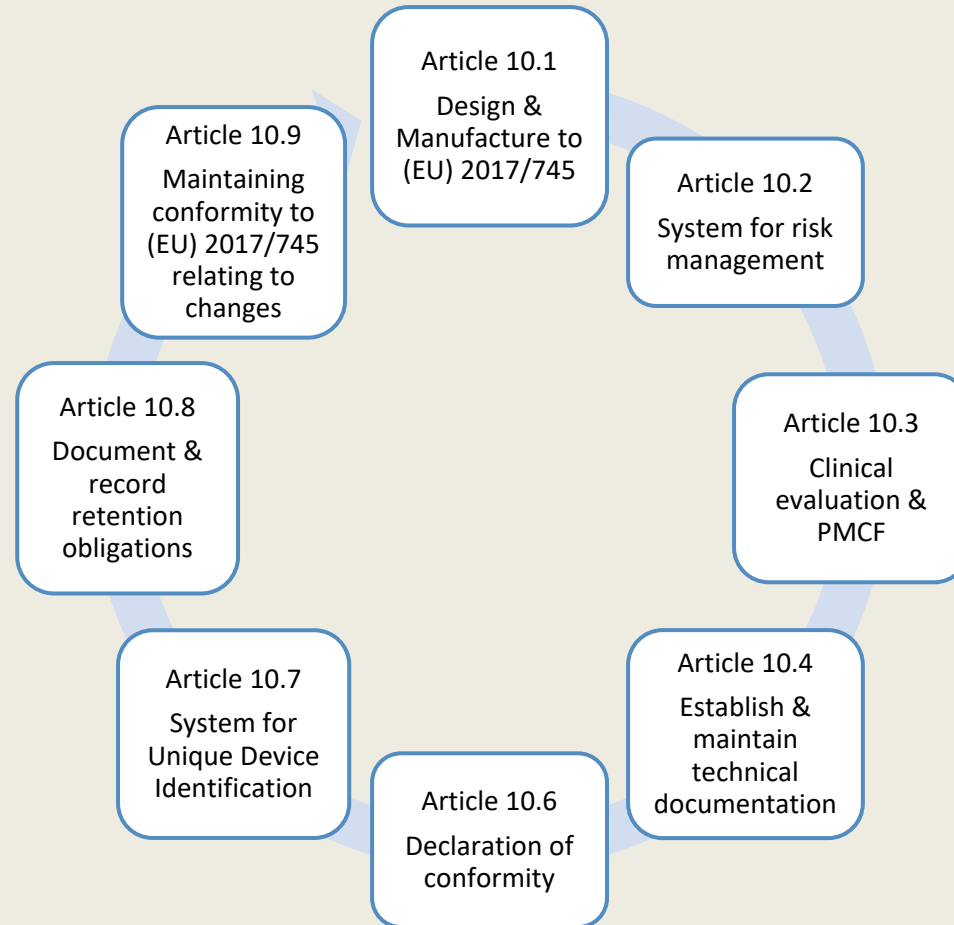 Article 10.1
Design &
Manufacture to
(EU) 2017/745
Article 10.2
System for risk
management
Article 10.3
Clinical
evaluation &
PMCF
Article 10.4
Establish &
maintain
technical
documentation
Article 10.6
Declaration of
conformity
Article 10.7
System for
Unique Device
Identification
Article 10.8
Document &
record
retention
obligations
Article 10.9
Maintaining
conformity to
(EU) 2017/745
relating to
changes